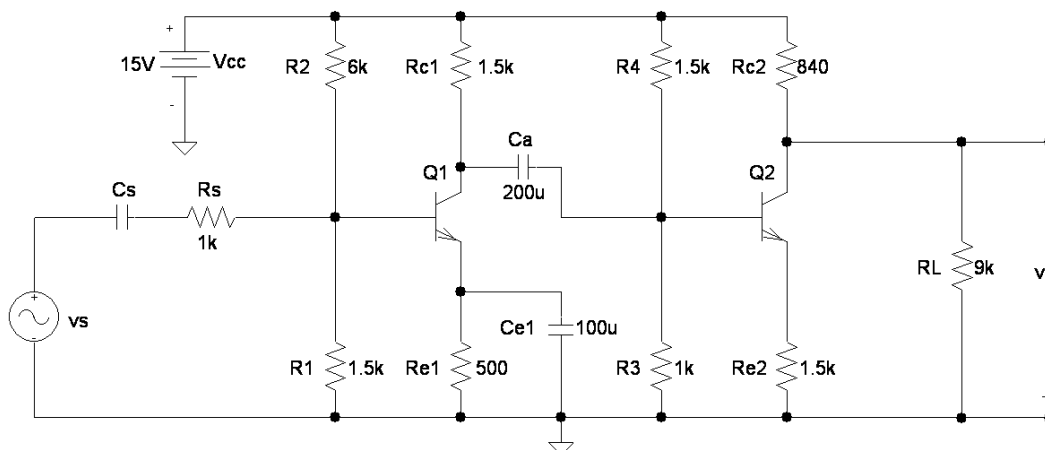 +
15V
Vcc
-
R2
6k
Rc1
1.5k
R4
1.5k
Rc2
840
Ca
200u
Q1
Q2
Cs
Rs
1k
+
vs
-
RL
9k
v
R1
1.5k
Re1
500
Ce1
100u
R3
1k
Re2
1.5k